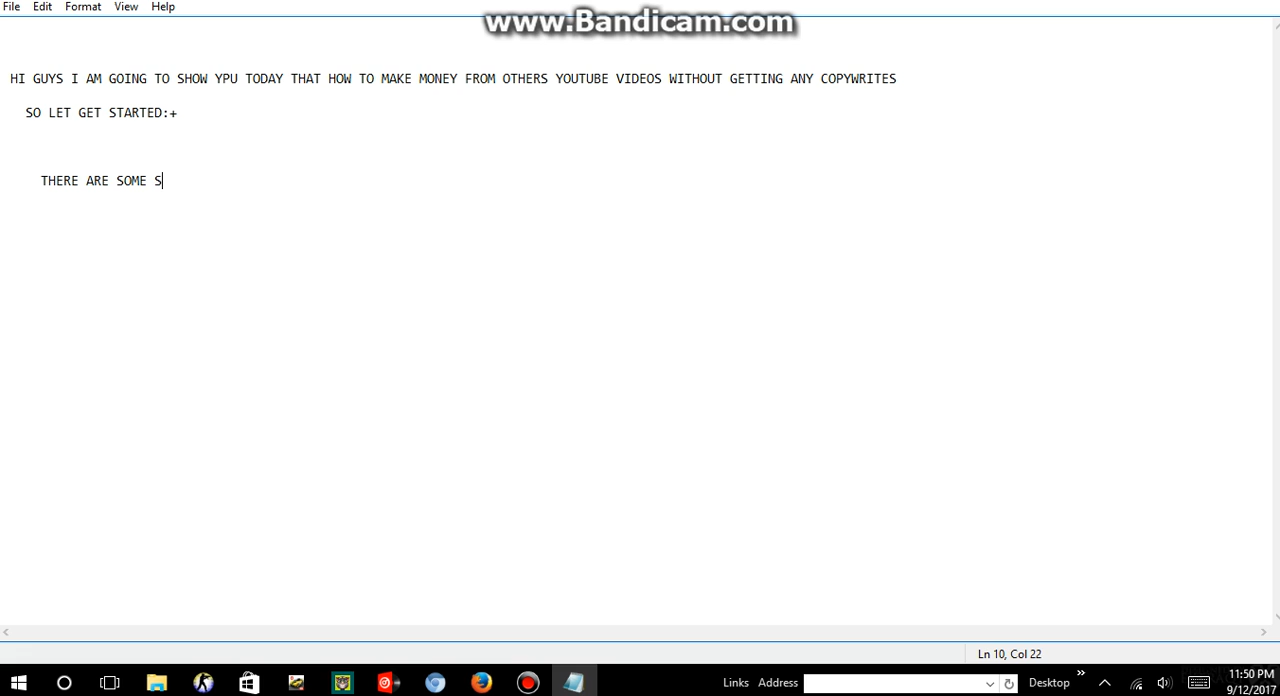 www.Bandicam.com
File Edit Format View Help
HI GUYS I AM GOING TO SHOW YPU TODAY THAT HOW TO MAKE MONEY FROM OTHERS YOUTUBE VIDEOS WITHOUT GETTING ANY COPYWRITES
SO LET GET STARTED:+
THERE ARE SOME S
Ln 10, Col 22
Links Address Desktop
11:50 PM
9/12/2017